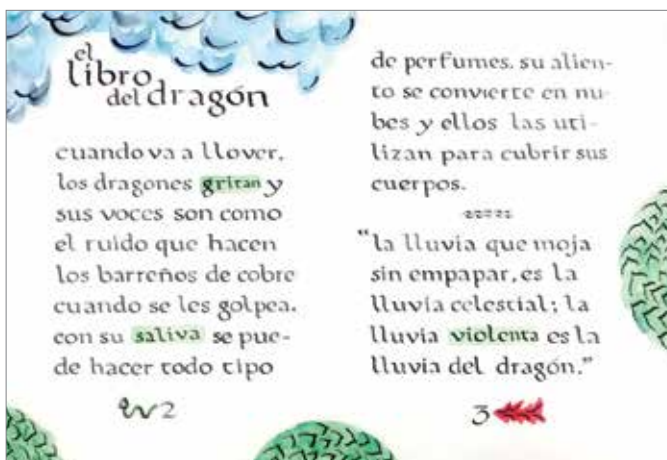 el
libro
del dragón
cuando va a llover,
los dragones gritan y
sus voces son como
el ruido que hacen
los barreños de cobre
cuando se les golpea.
con su saliva se pue-
de hacer todo tipo
2
de perfumes. su alien-
to se convierte en nu-
bes y ellos las uti-
lizan para cubrir sus
cuerpos.
"la lluvia que moja
sin empapar, es la
lluvia celestial; la
lluvia violenta es la
lluvia del dragón."
3